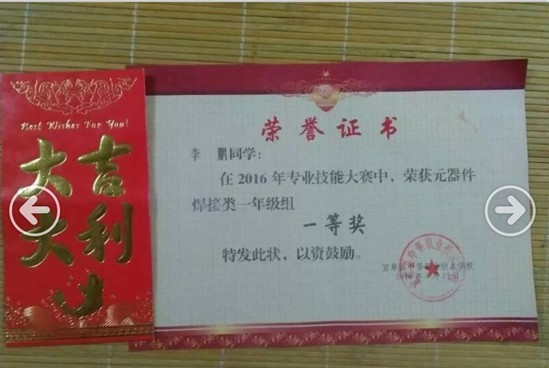 Best Wishes For You!
大吉
大利
荣誉证书
李 鹏同学:
在 2016 年专业技能大赛中，荣获元器件
焊接类一年级组
一等奖
特发此状，以资鼓励。